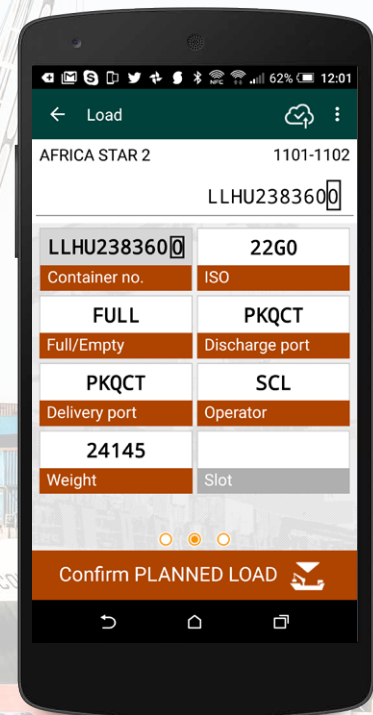 NFC 62% 12:01
Load
AFRICA STAR 2 1101-1102
LLHU2383600
LLHU2383600 22G0
Container no. ISO
FULL PKQCT
Full/Empty Discharge port
PKQCT SCL
Delivery port Operator
24145
Weight Slot
Confirm PLANNED LOAD